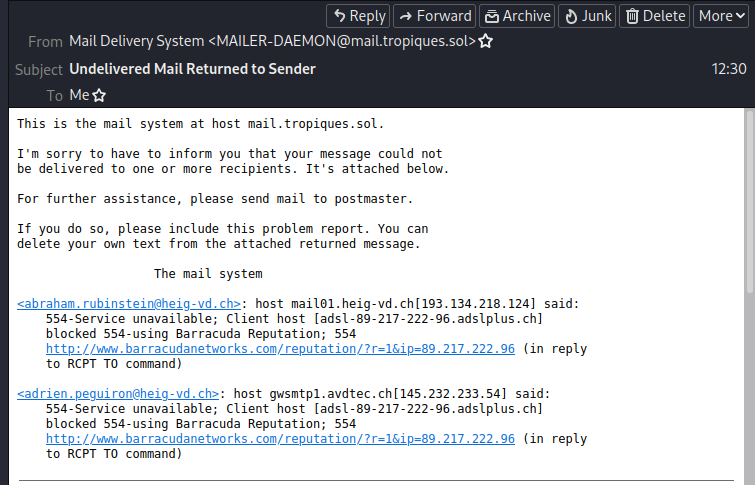 Reply Forward Archive Junk Delete More
From Mail Delivery System <MAILER-DAEMON@mail.tropiques.sol>
Subject Undelivered Mail Returned to Sender 12:30
To Me
This is the mail system at host mail.tropiques.sol.
I'm sorry to have to inform you that your message could not
be delivered to one or more recipients. It's attached below.
For further assistance, please send mail to postmaster.
If you do so, please include this problem report. You can
delete your own text from the attached returned message.
The mail system
<abraham.rubinstein@heig-vd.ch>: host mail01.heig-vd.ch[193.134.218.124] said:
554-Service unavailable; Client host [adsl-89-217-222-96.adslplus.ch]
blocked 554-using Barracuda Reputation; 554
http://www.barracudanetworks.com/reputation/?r=1&ip=89.217.222.96 (in reply
to RCPT TO command)
<adrien.peguiron@heig-vd.ch>: host gwsmtp1.avdtec.ch[145.232.233.54] said:
554-Service unavailable; Client host [adsl-89-217-222-96.adslplus.ch]
blocked 554-using Barracuda Reputation; 554
http://www.barracudanetworks.com/reputation/?r=1&ip=89.217.222.96 (in reply
to RCPT TO command)